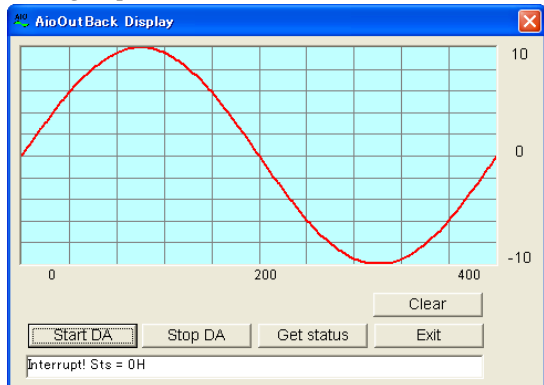 AIO AioOutBack Display
10
0
-10
0 200 400
Clear
Start DA Stop DA Get status Exit
Interrupt! Sts = 0H